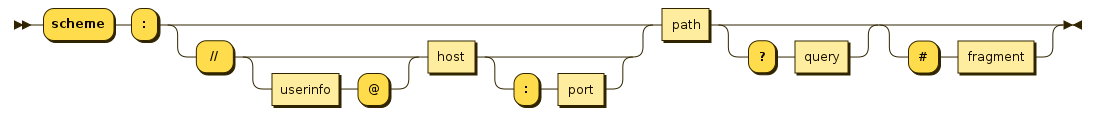 scheme : path
// host ? query # fragment
userinfo @ : port